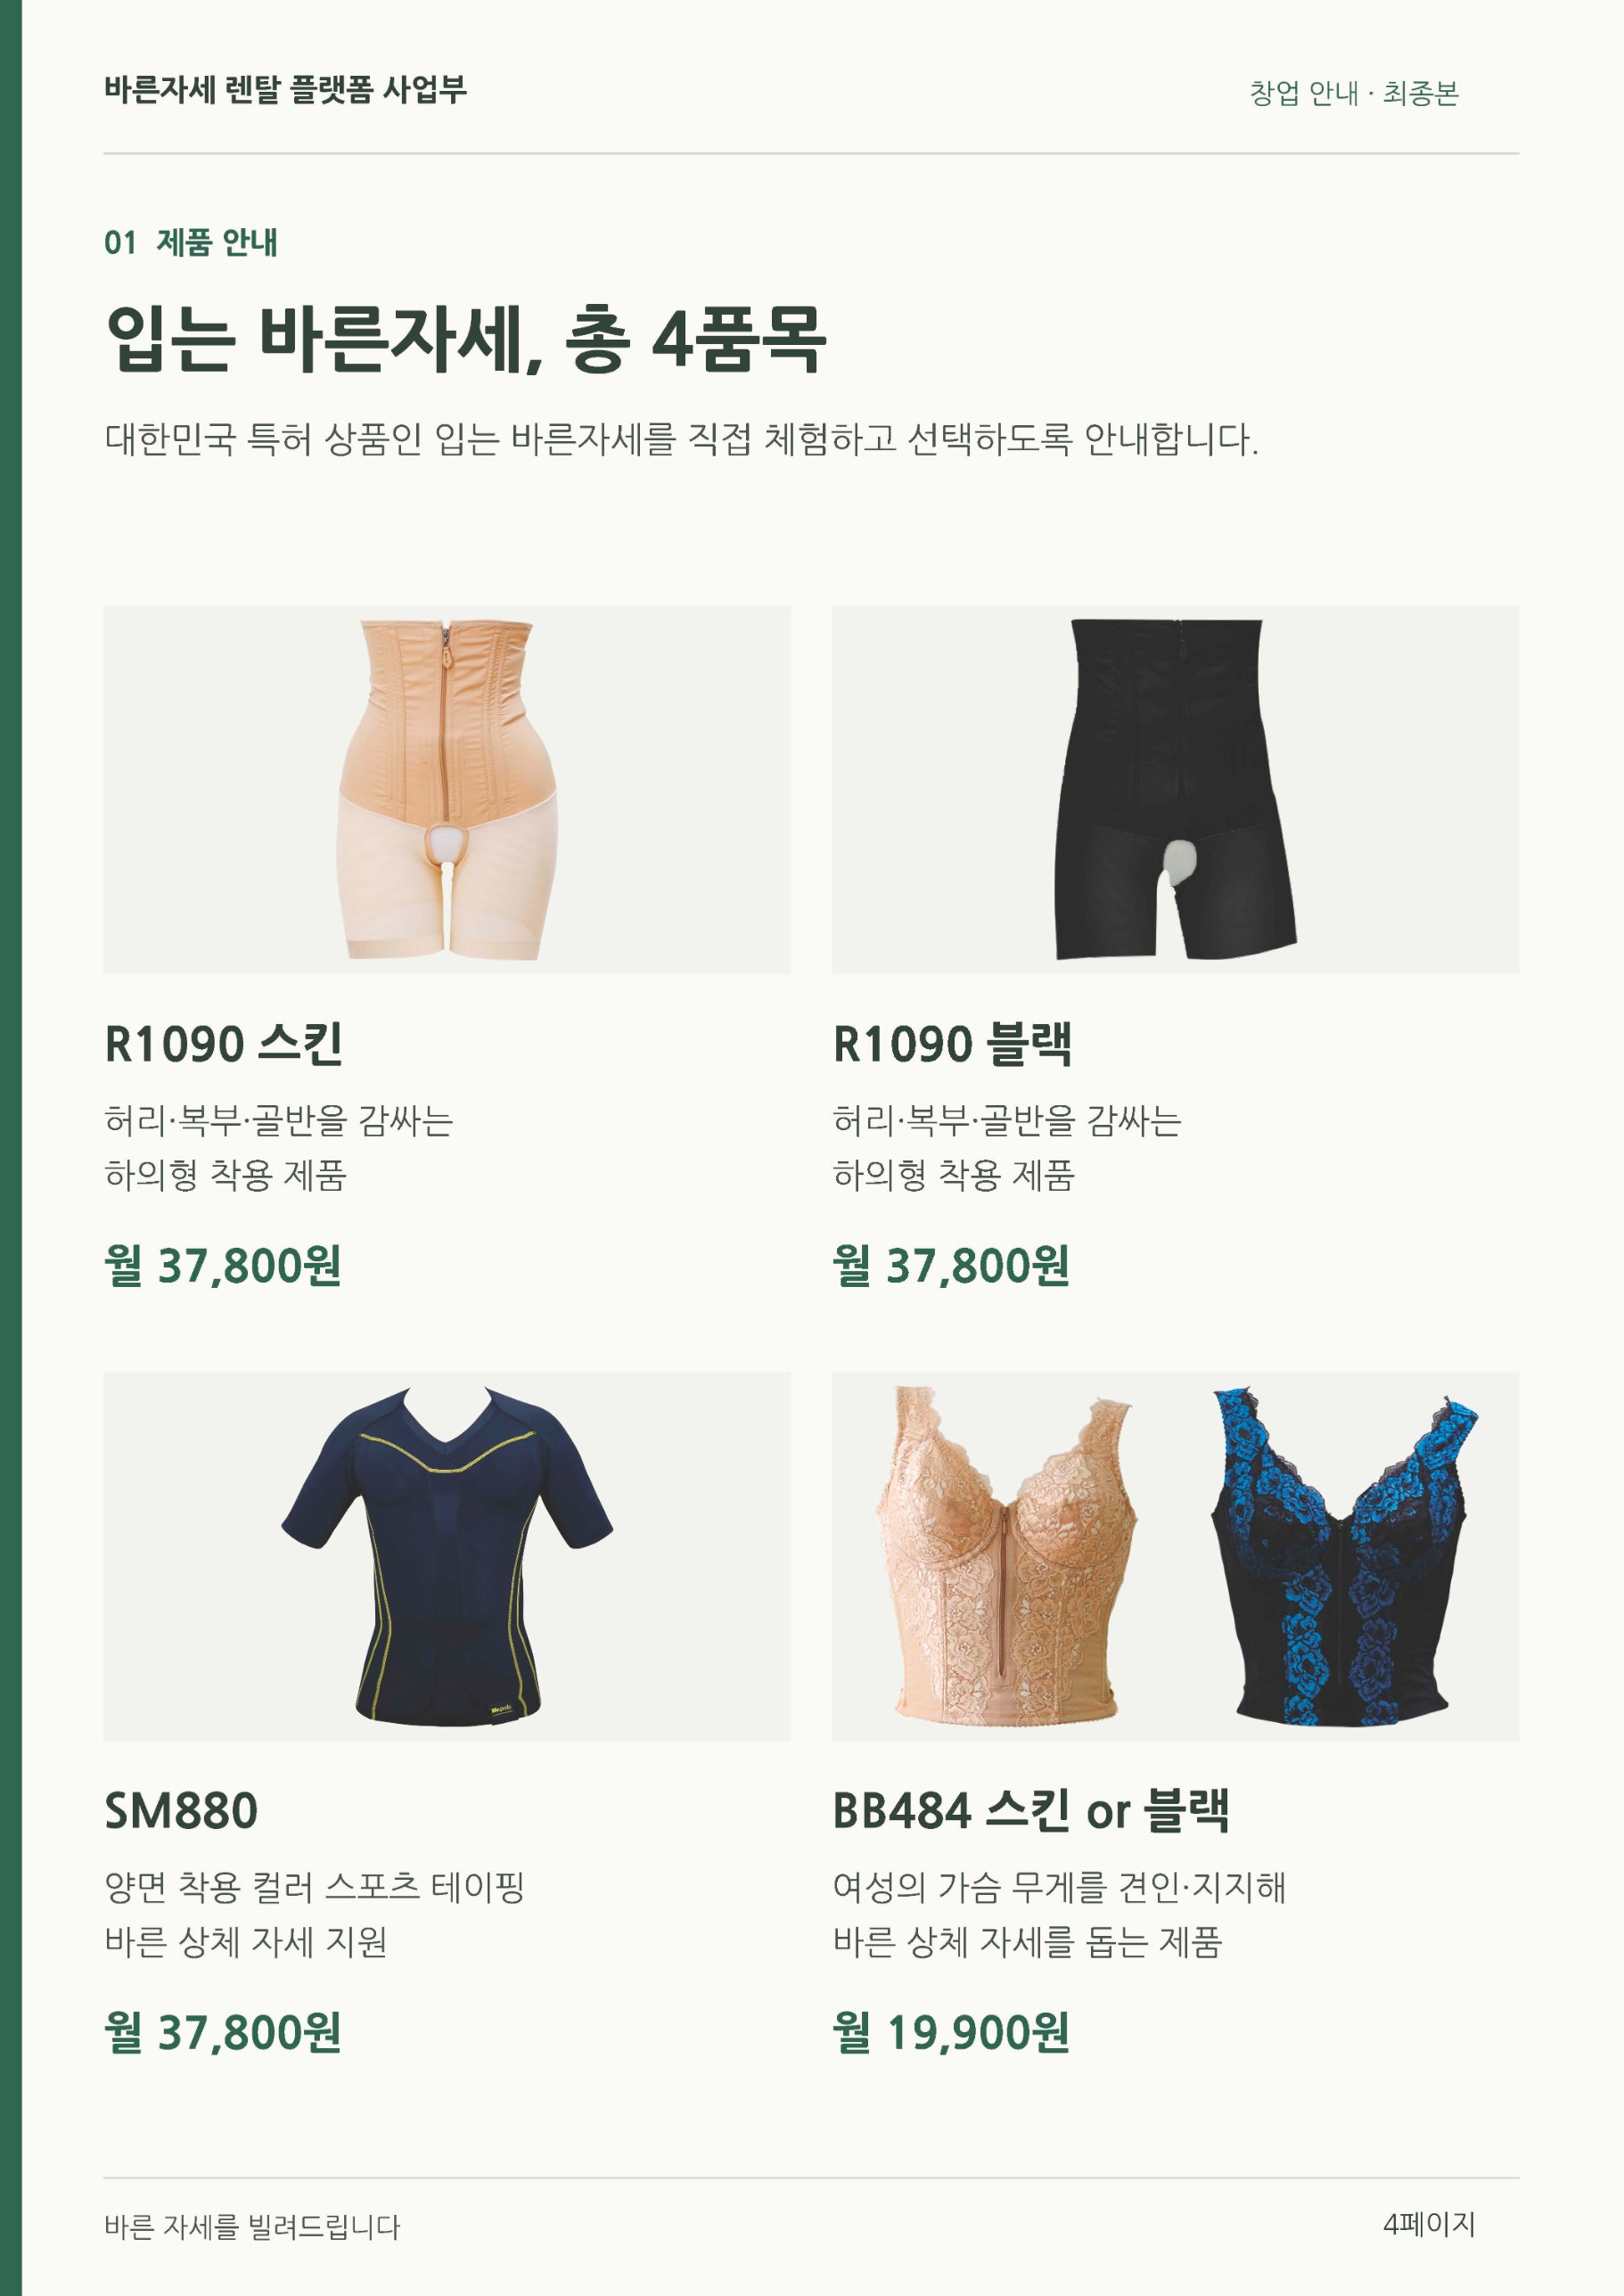 바른자세 렌탈 플랫폼 사업부
창업 안내 · 최종본
01 제품 안내
입는 바른자세, 총 4품목
대한민국 특허 상품인 입는 바른자세를 직접 체험하고 선택하도록 안내합니다.
R1090 스킨
허리·복부·골반을 감싸는
하의형 착용 제품
월 37,800원
R1090 블랙
허리·복부·골반을 감싸는
하의형 착용 제품
월 37,800원
SM880
양면 착용 컬러 스포츠 테이핑
바른 상체 자세 지원
월 37,800원
BB484 스킨 or 블랙
여성의 가슴 무게를 견인·지지해
바른 상체 자세를 돕는 제품
월 19,900원
바른 자세를 빌려드립니다
4페이지